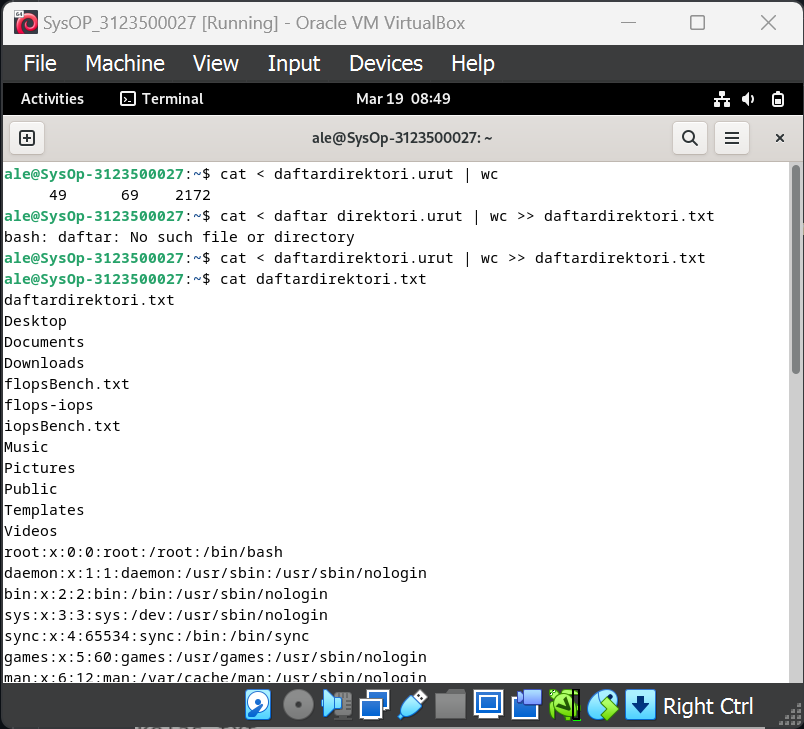 SysOP_3123500027 [Running] - Oracle VM VirtualBox
File Machine View Input Devices Help
Activities Terminal Mar 19 08:49
ale@SysOp-3123500027: ~
ale@SysOp-3123500027:~$ cat < daftardirektori.urut | wc
49 69 2172
ale@SysOp-3123500027:~$ cat < daftar direktori.urut | wc >> daftardirektori.txt
bash: daftar: No such file or directory
ale@SysOp-3123500027:~$ cat < daftardirektori.urut | wc >> daftardirektori.txt
ale@SysOp-3123500027:~$ cat daftardirektori.txt
daftardirektori.txt
Desktop
Documents
Downloads
flopsBench.txt
flops-iops
iopsBench.txt
Music
Pictures
Public
Templates
Videos
root:x:0:0:root:/root:/bin/bash
daemon:x:1:1:daemon:/usr/sbin:/usr/sbin/nologin
bin:x:2:2:bin:/bin:/usr/sbin/nologin
sys:x:3:3:sys:/dev:/usr/sbin/nologin
sync:x:4:65534:sync:/bin:/bin/sync
games:x:5:60:games:/usr/games:/usr/sbin/nologin
man:x:6:12:man:/var/cache/man:/usr/sbin/nologin
Right Ctrl